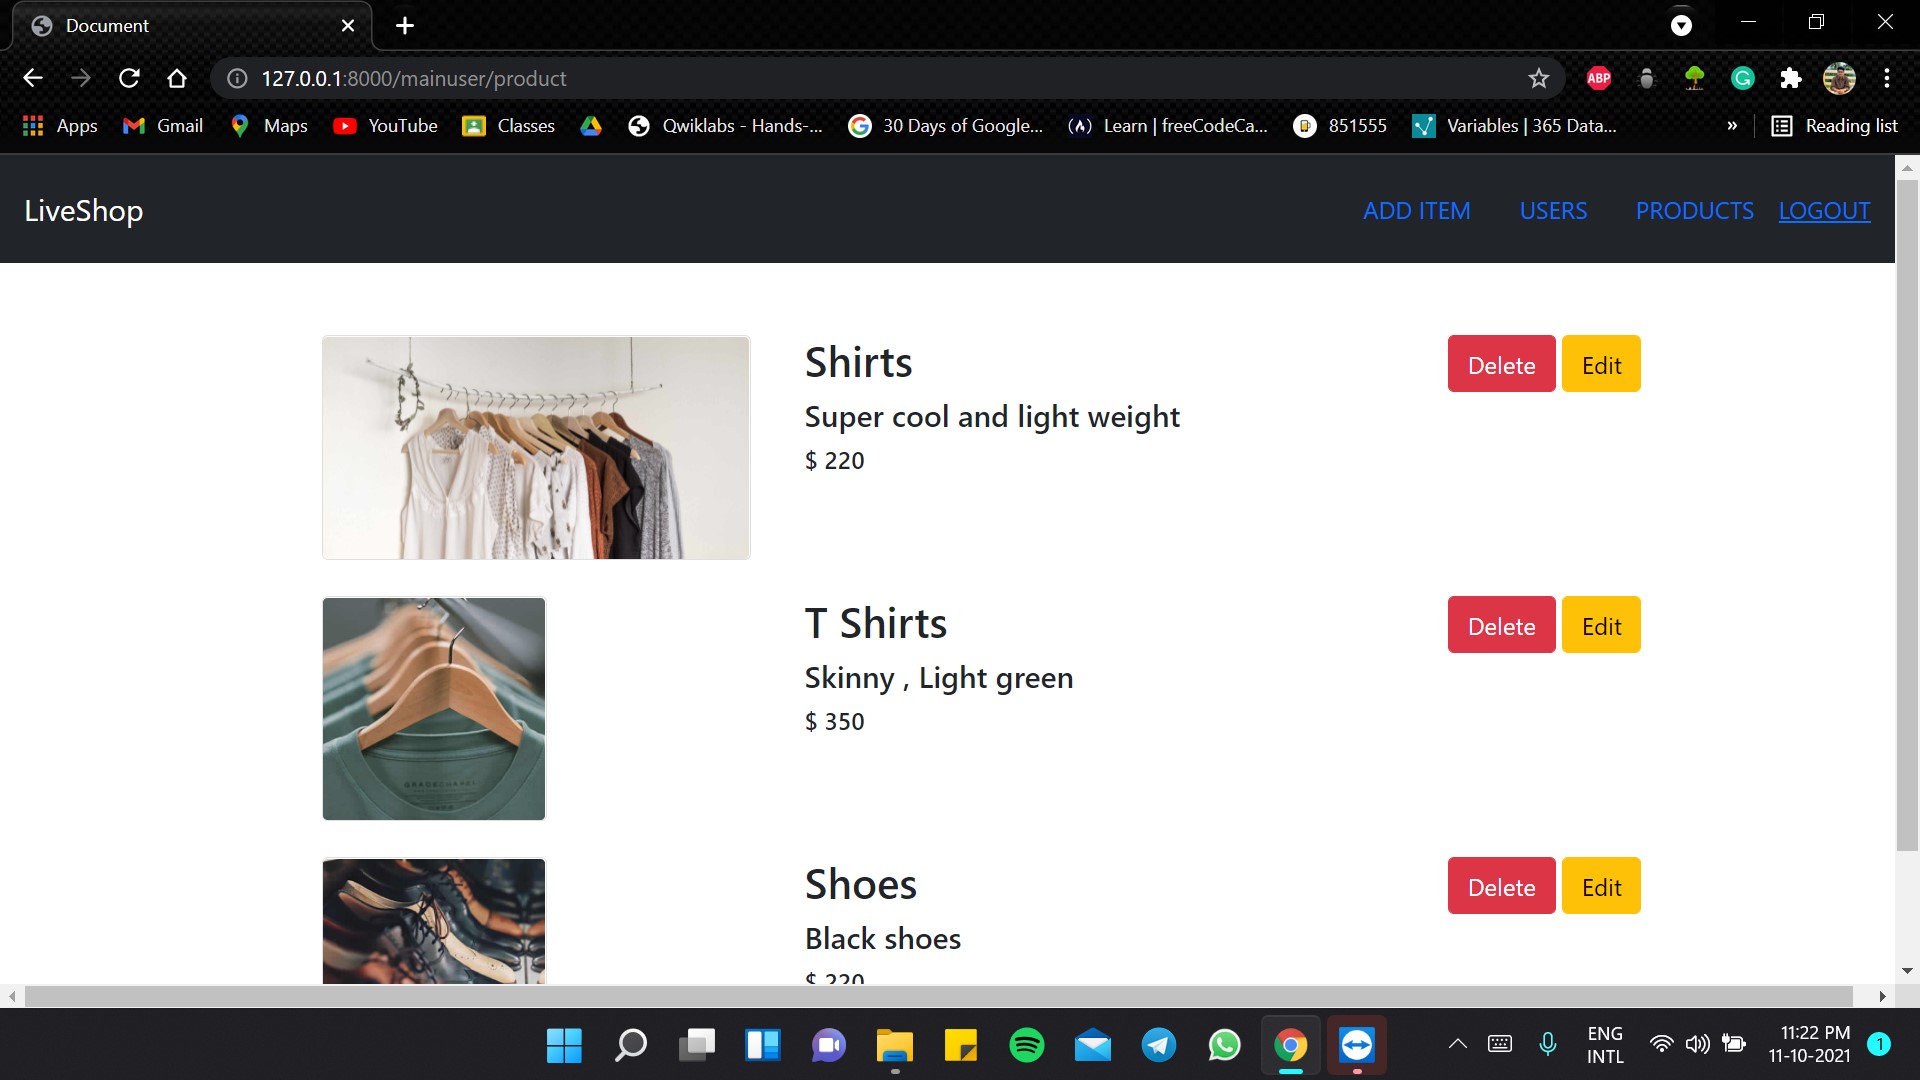 Document
127.0.0.1:8000/mainuser/product
ABP
Apps Gmail Maps YouTube Classes Qwiklabs - Hands-... 30 Days of Google... Learn | freeCodeCa... 851555 Variables | 365 Data... » Reading list
LiveShop ADD ITEM USERS PRODUCTS LOGOUT
Shirts
Super cool and light weight
$ 220
Delete Edit
T Shirts
Skinny , Light green
$ 350
Delete Edit
Shoes
Black shoes
$ 220
Delete Edit
ENG
INTL
11:22 PM
11-10-2021
1